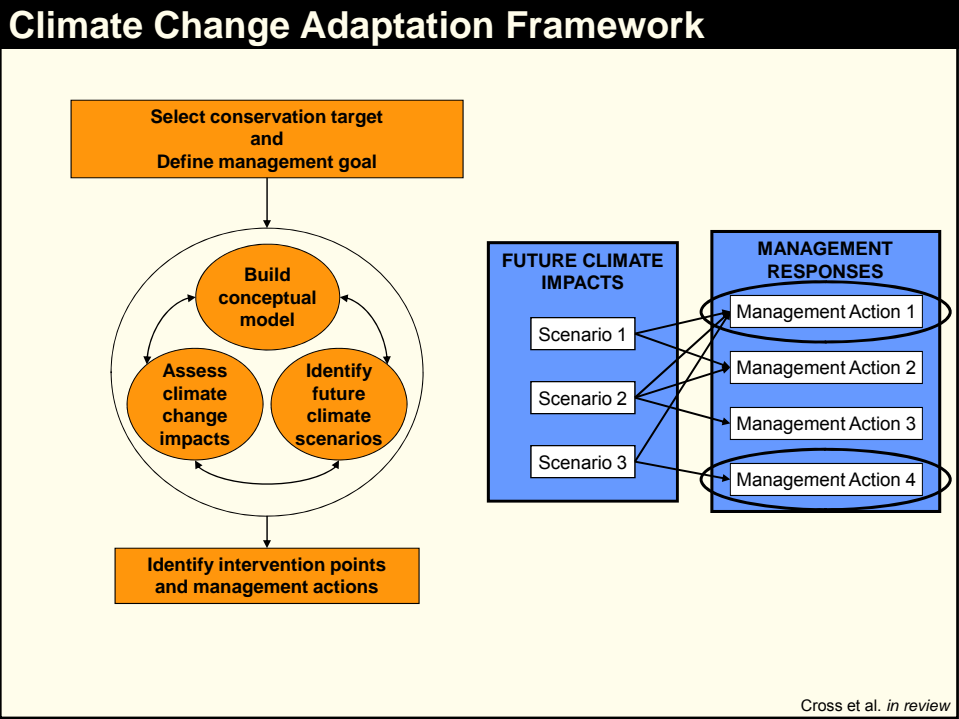 Climate Change Adaptation Framework
Select conservation target
and
Define management goal
Build
conceptual
model
Assess
climate
change
impacts
Identify
future
climate
scenarios
Identify intervention points
and management actions
FUTURE CLIMATE
IMPACTS
Scenario 1
Scenario 2
Scenario 3
MANAGEMENT
RESPONSES
Management Action 1
Management Action 2
Management Action 3
Management Action 4
Cross et al. in review